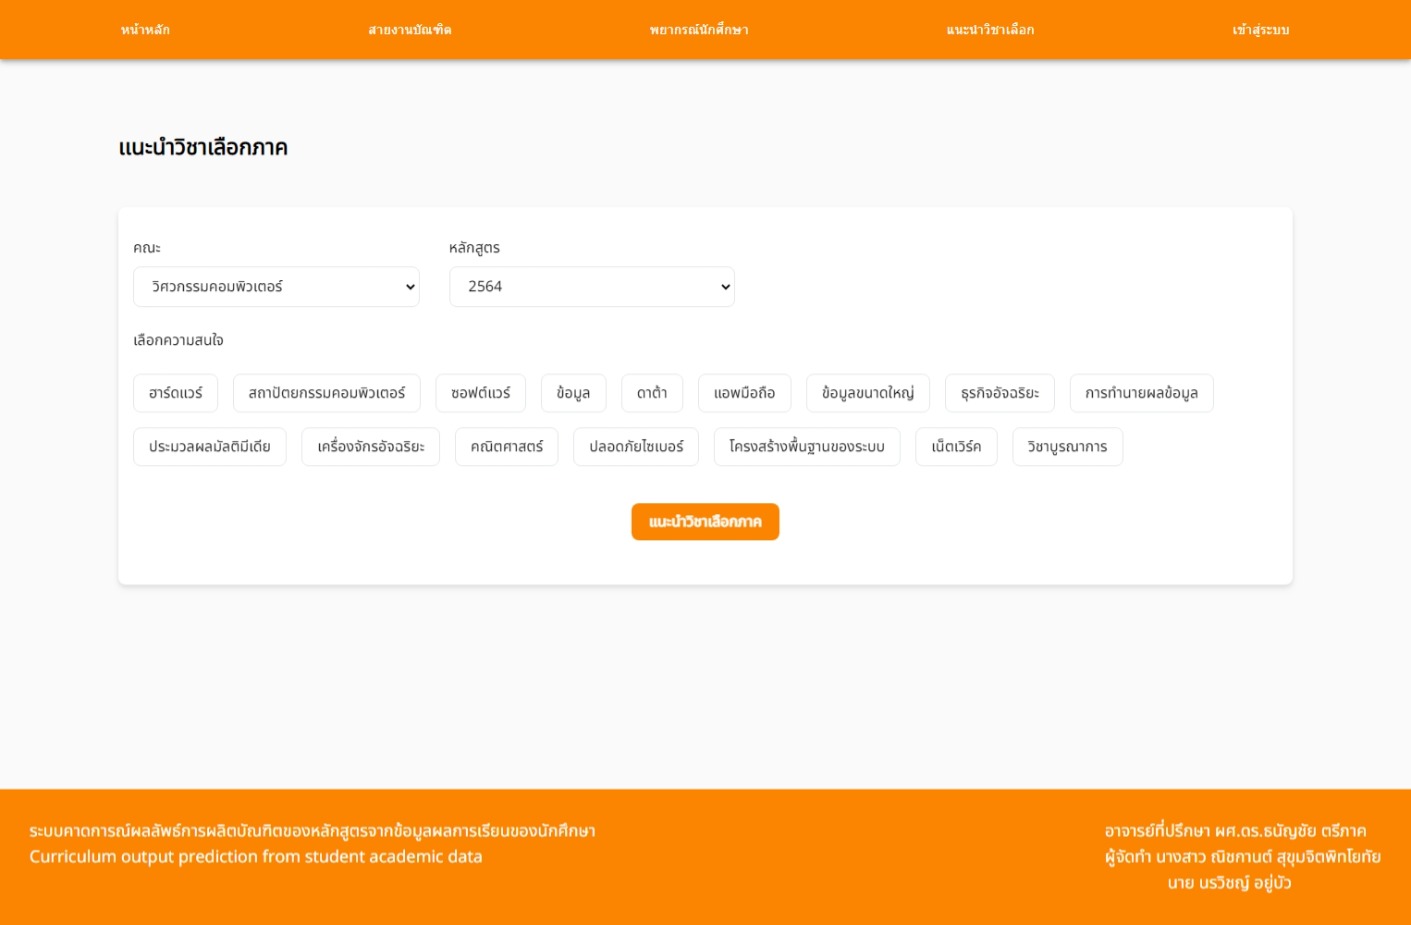 หน้าหลัก สายงานบัณฑิต พยากรณ์นักศึกษา แนะนำวิชาเลือก เข้าสู่ระบบ
แนะนำวิชาเลือกภาค
คณะ หลักสูตร
วิศวกรรมคอมพิวเตอร์ 2564
เลือกความสนใจ
ฮาร์ดแวร์ สถาปัตยกรรมคอมพิวเตอร์ ซอฟต์แวร์ ข้อมูล ดาต้า แอพมือถือ ข้อมูลขนาดใหญ่ ธุรกิจอัจฉริยะ การทำนายผลข้อมูล
ประมวลผลมัลติมีเดีย เครื่องจักรอัจฉริยะ คณิตศาสตร์ ปลอดภัยไซเบอร์ โครงสร้างพื้นฐานของระบบ เน็ตเวิร์ค วิชาบูรณาการ
แนะนำวิชาเลือกภาค
ระบบคาดการณ์ผลลัพธ์การผลิตบัณฑิตของหลักสูตรจากข้อมูลผลการเรียนของนักศึกษา
Curriculum output prediction from student academic data
อาจารย์ที่ปรึกษา ผศ.ดร.ธนัญชัย ตรีภาค
ผู้จัดทำ นางสาว ณิชกานต์ สุขุมจิตพิทโยทัย
นาย นรวิชญ์ อยู่บัว